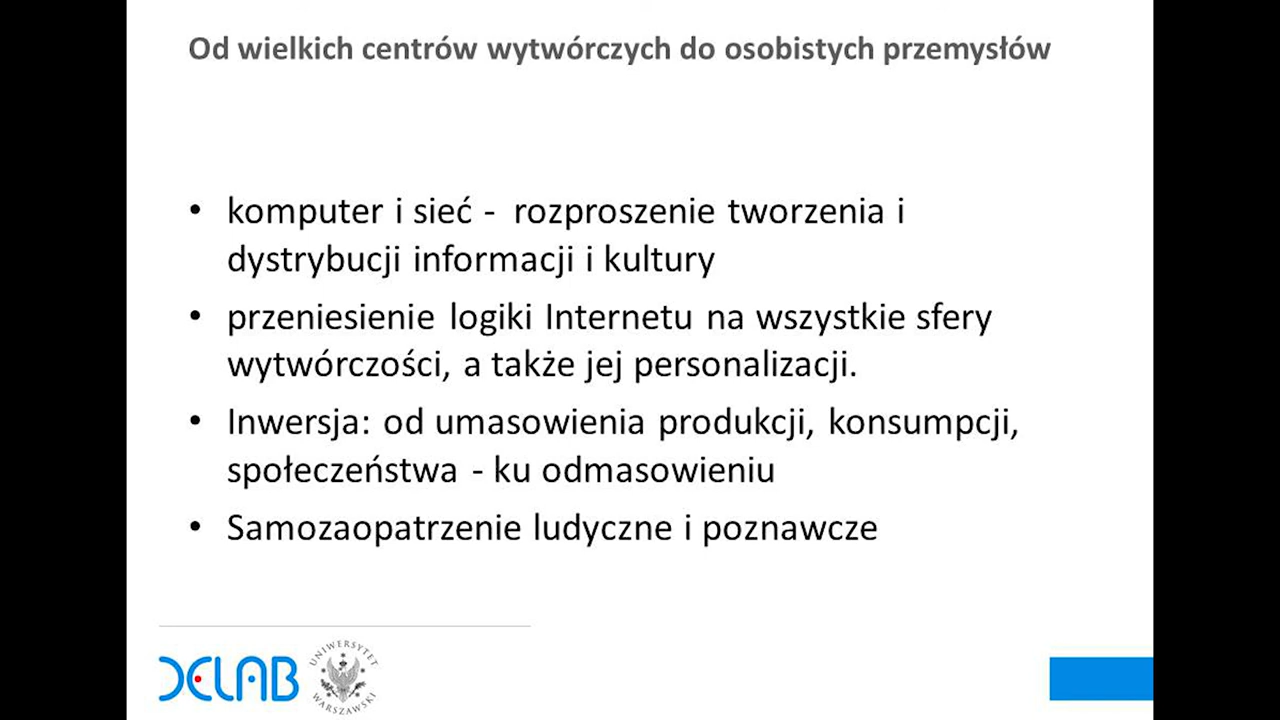 Od wielkich centrów wytwórczych do osobistych przemysłów
• komputer i sieć - rozproszenie tworzenia i
dystrybucji informacji i kultury
• przeniesienie logiki Internetu na wszystkie sfery
wytwórczości, a także jej personalizacji.
• Inwersja: od umasowienia produkcji, konsumpcji,
społeczeństwa - ku odmasowieniu
• Samozaopatrzenie ludyczne i poznawcze
DELAB
UNIWERSYTET
WARSZAWSKI